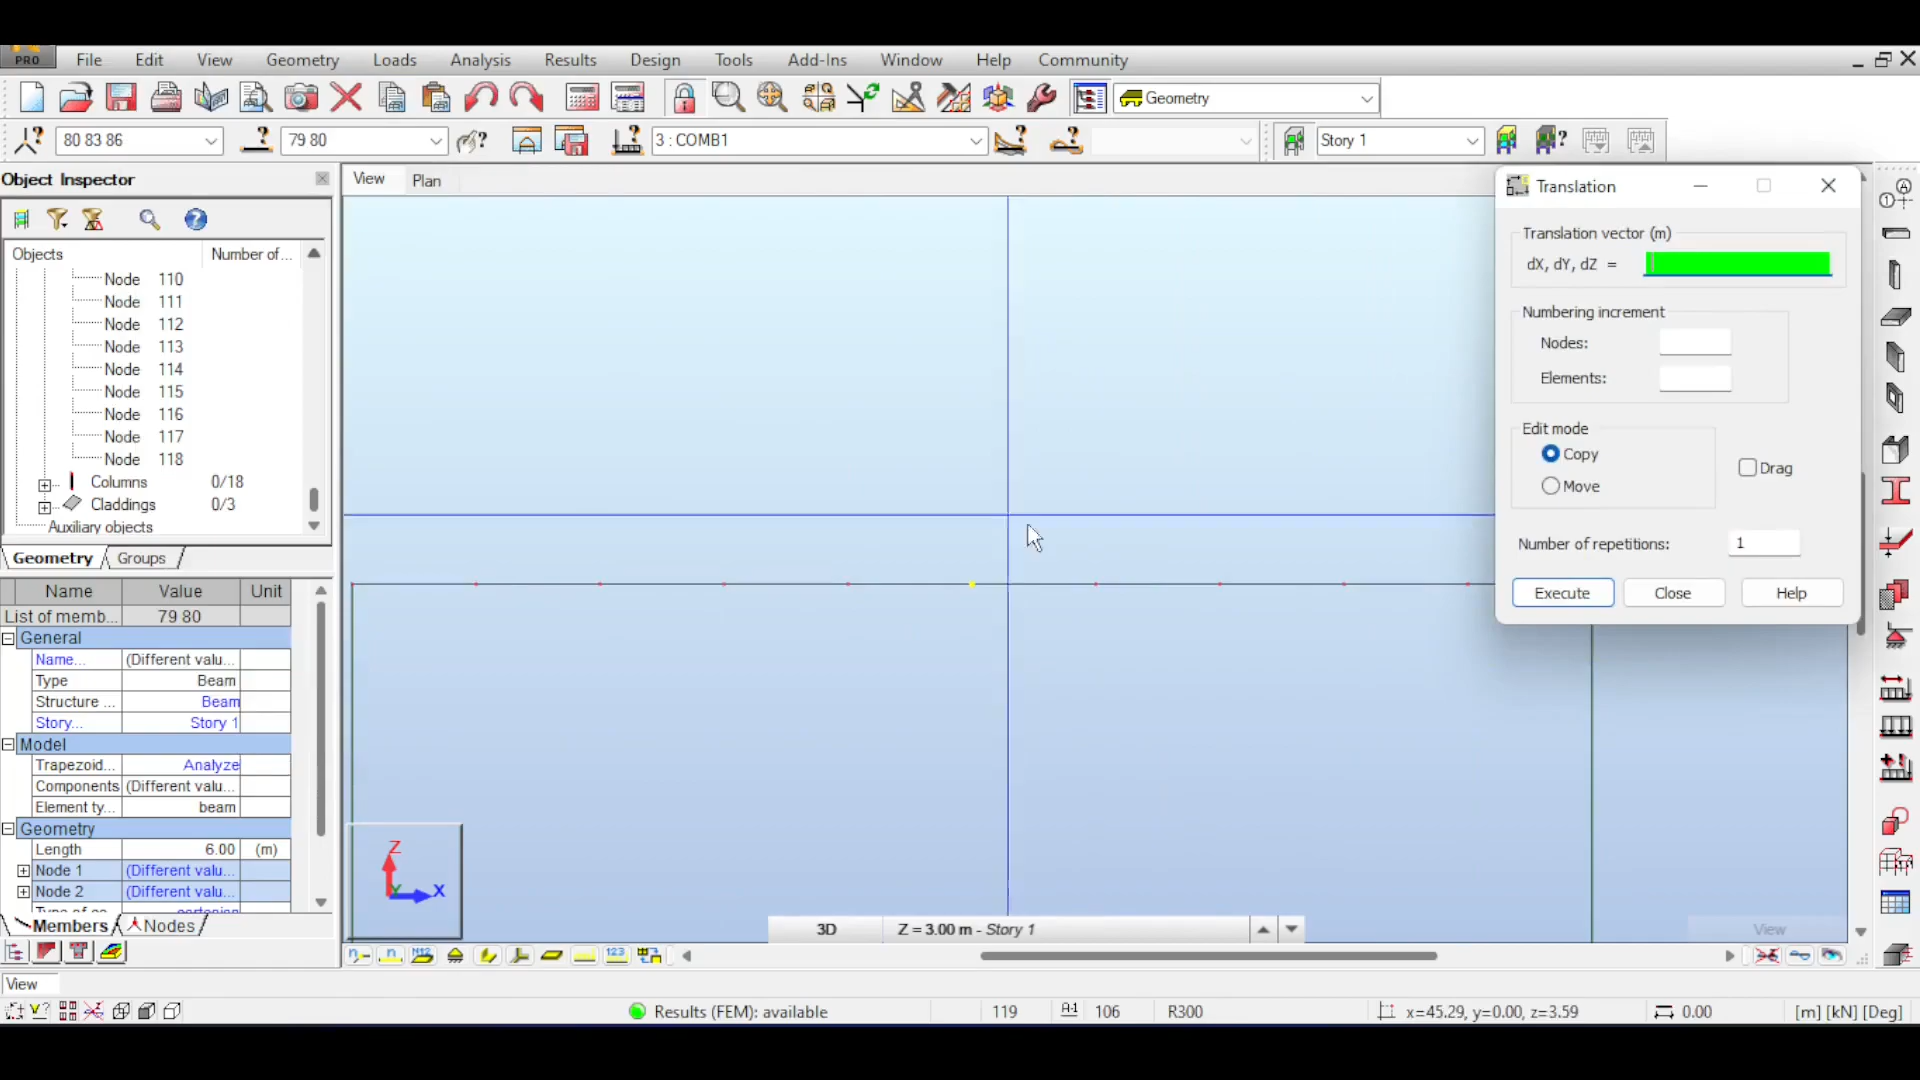 PRO File Edit View Geometry Loads Analysis Results Design Tools Add-Ins Window Help Community
Geometry
80 83 86 79 80 3 : COMB1 Story 1
Object Inspector
View Plan
Translation
Objects Number of...
Node 110
Node 111
Node 112
Node 113
Node 114
Node 115
Node 116
Node 117
Node 118
Columns 0/18
Claddings 0/3
Auxiliary objects
Geometry Groups
Translation vector (m)
dX, dY, dZ =
Numbering increment
Nodes:
Elements:
Edit mode
Copy
Drag
Move
Number of repetitions: 1
Execute Close Help
Name Value Unit
List of memb... 79 80
General
Name... (Different valu...
Type Beam
Structure ... Beam
Story... Story 1
Model
Trapezoid... Analyze
Components (Different valu...
Element ty... beam
Geometry
Length 6.00 (m)
Node 1 (Different valu...
Node 2 (Different valu...
Members Nodes
Z
Y X
3D Z = 3.00 m - Story 1
View
View
Results (FEM): available 119 106 R300 x=45.29, y=0.00, z=3.59 0.00 [m] [kN] [Deg]